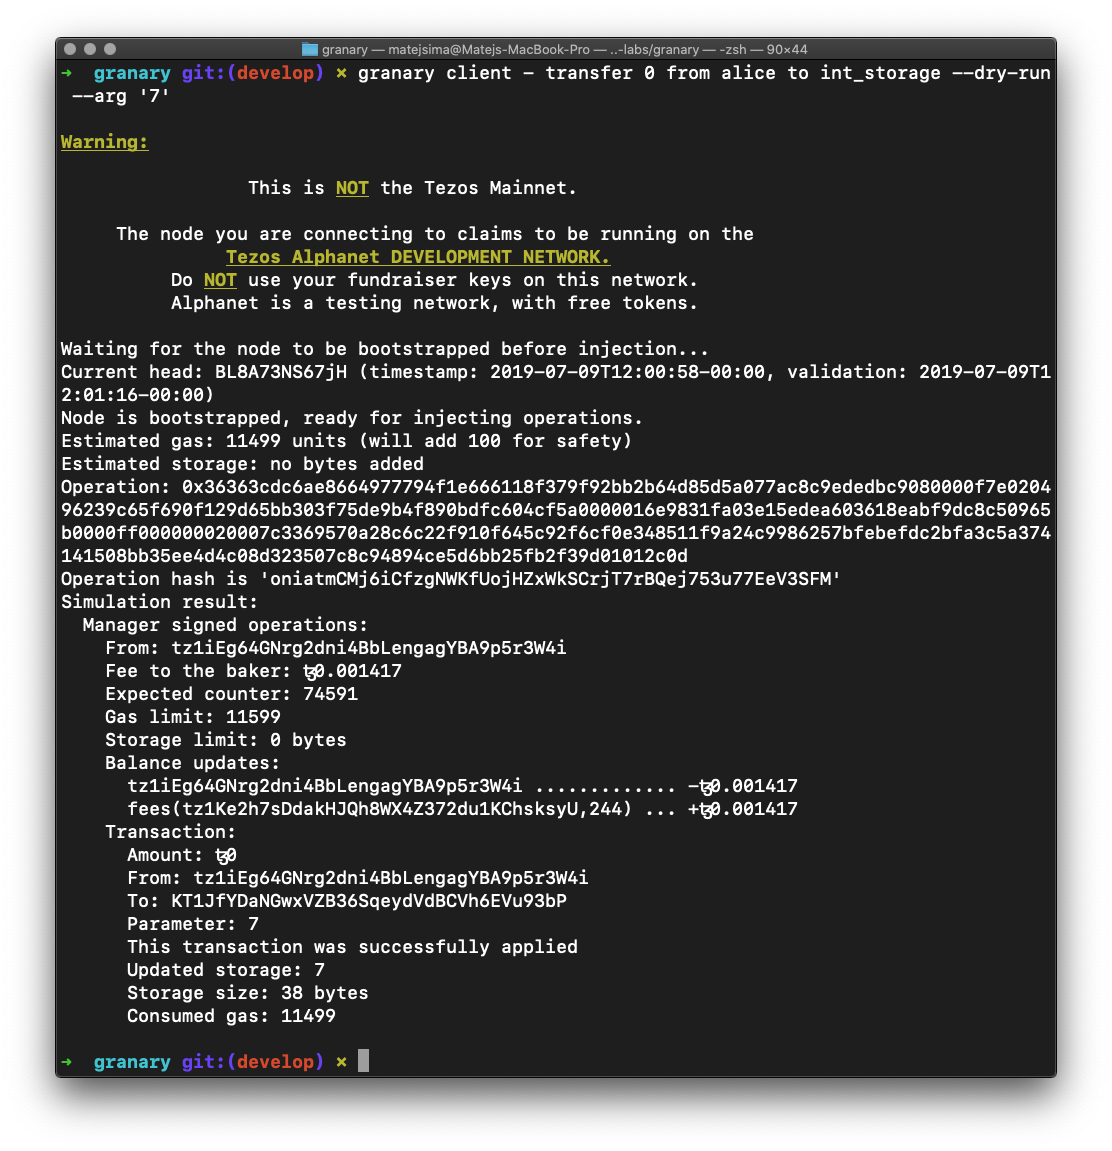 granary — matejsima@Matejs-MacBook-Pro — ..-labs/granary — -zsh — 90×44
➜  granary git:(develop) ✗ granary client - transfer 0 from alice to int_storage --dry-run
 --arg '7'
Warning:
This is NOT the Tezos Mainnet.
The node you are connecting to claims to be running on the
Tezos Alphanet DEVELOPMENT NETWORK.
Do NOT use your fundraiser keys on this network.
Alphanet is a testing network, with free tokens.
Waiting for the node to be bootstrapped before injection...
Current head: BL8A73NS67jH (timestamp: 2019-07-09T12:00:58-00:00, validation: 2019-07-09T1
2:01:16-00:00)
Node is bootstrapped, ready for injecting operations.
Estimated gas: 11499 units (will add 100 for safety)
Estimated storage: no bytes added
Operation: 0x36363cdc6ae8664977794f1e666118f379f92bb2b64d85d5a077ac8c9ededbc9080000f7e0204
96239c65f690f129d65bb303f75de9b4f890bdfc604cf5a0000016e9831fa03e15edea603618eabf9dc8c50965
b0000ff000000020007c3369570a28c6c22f910f645c92f6cf0e348511f9a24c9986257bfebefdc2bfa3c5a374
141508bb35ee4d4c08d323507c8c94894ce5d6bb25fb2f39d01012c0d
Operation hash is 'oniatmCMj6iCfzgNWKfUojHZxWkSCrjT7rBQej753u77EeV3SFM'
Simulation result:
  Manager signed operations:
    From: tz1iEg64GNrg2dni4BbLengagYBA9p5r3W4i
    Fee to the baker: ꜩ0.001417
    Expected counter: 74591
    Gas limit: 11599
    Storage limit: 0 bytes
    Balance updates:
      tz1iEg64GNrg2dni4BbLengagYBA9p5r3W4i ............. -ꜩ0.001417
      fees(tz1Ke2h7sDdakHJQh8WX4Z372du1KChsksyU,244) ... +ꜩ0.001417
    Transaction:
      Amount: ꜩ0
      From: tz1iEg64GNrg2dni4BbLengagYBA9p5r3W4i
      To: KT1JfYDaNGwxVZB36SqeydVdBCVh6EVu93bP
      Parameter: 7
      This transaction was successfully applied
      Updated storage: 7
      Storage size: 38 bytes
      Consumed gas: 11499
➜  granary git:(develop) ✗